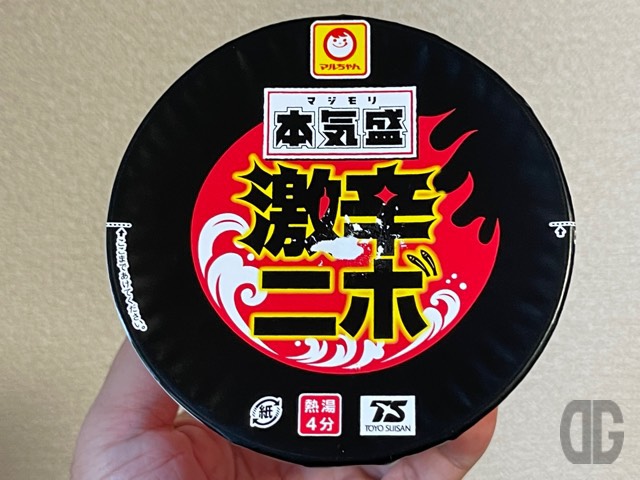 マルちゃん
マジモリ
本気盛
激辛
ニボ
ここまであけてください。
紙
熱湯
4分
TS
TOYO SUISAN
DG